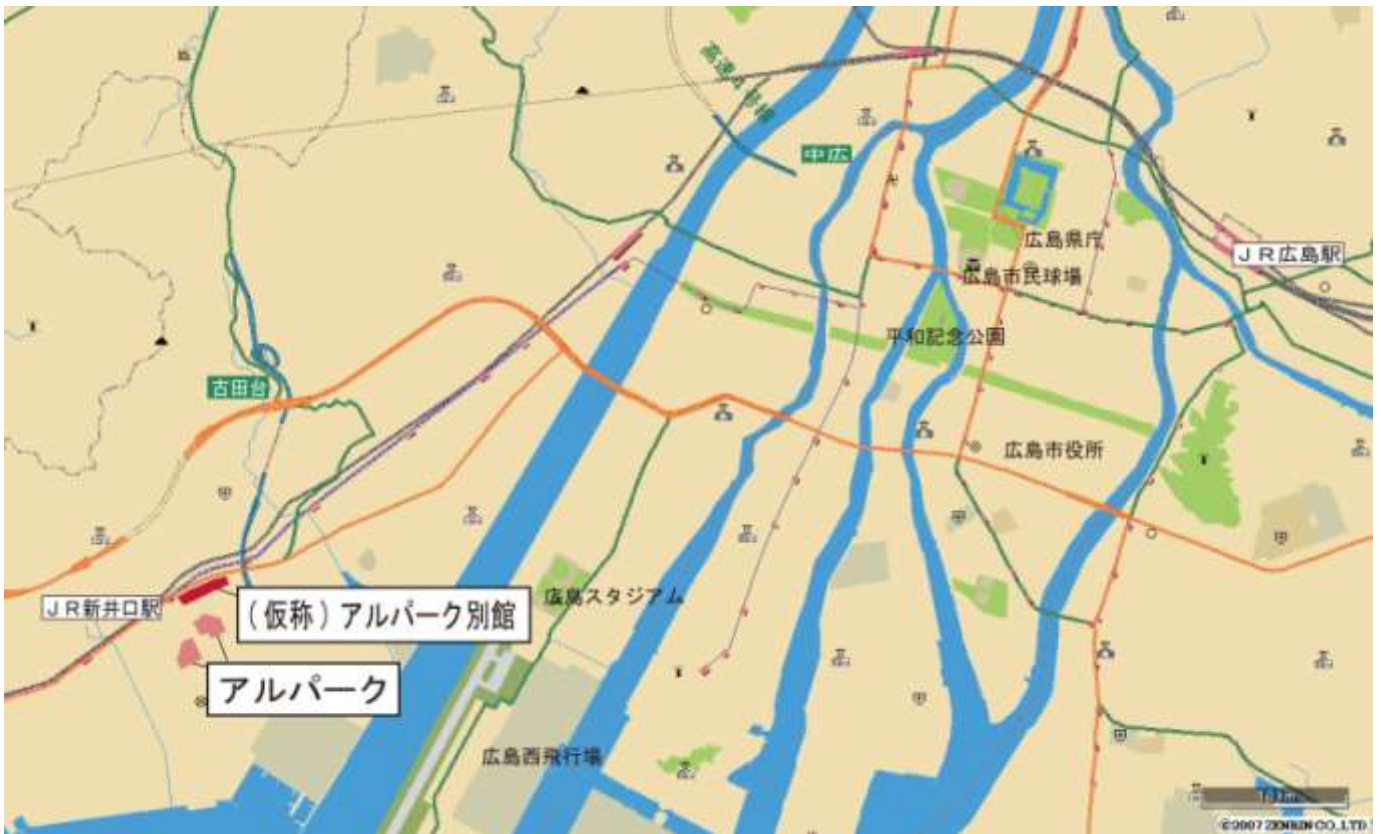 高速4号線
中広
広島県庁
JR広島駅
広島市民球場
平和記念公園
古田台
広島市役所
JR新井口駅
(仮称)アルパーク別館
広島スタジアム
アルパーク
広島西飛行場
©2007 ZENRIN CO., LTD